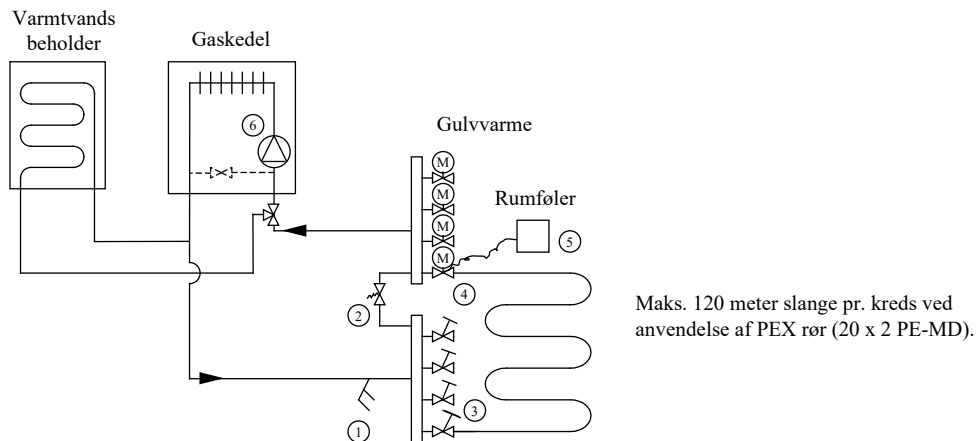 Varmtvands
beholder
Gaskedel
6
Gulvvarme
M
M
M
M
Rumføler
5
4
2
3
1
Maks. 120 meter slange pr. kreds ved
anvendelse af PEX rør (20 x 2 PE-MD).